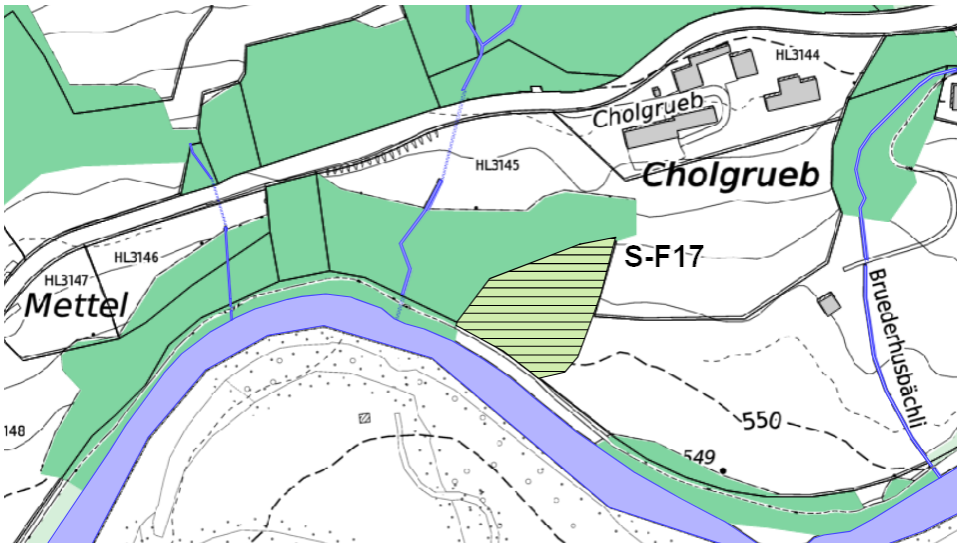 HL3144
Cholgrueb
HL3145
Cholgrueb
S-F17
HL3146
HL3147
Mettel
Bruederhusbächli
550
549
148